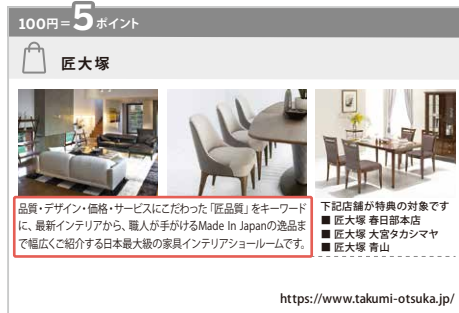 100円=5ポイント
匠大塚
品質・デザイン・価格・サービスにこだわった「匠品質」をキーワード
に、最新インテリアから、職人が手がけるMade In Japanの逸品ま
で幅広くご紹介する日本最大級の家具インテリアショールームです。
下記店舗が特典の対象です
■ 匠大塚 春日部本店
■ 匠大塚 大宮タカシマヤ
■ 匠大塚 青山
https://www.takumi-otsuka.jp/